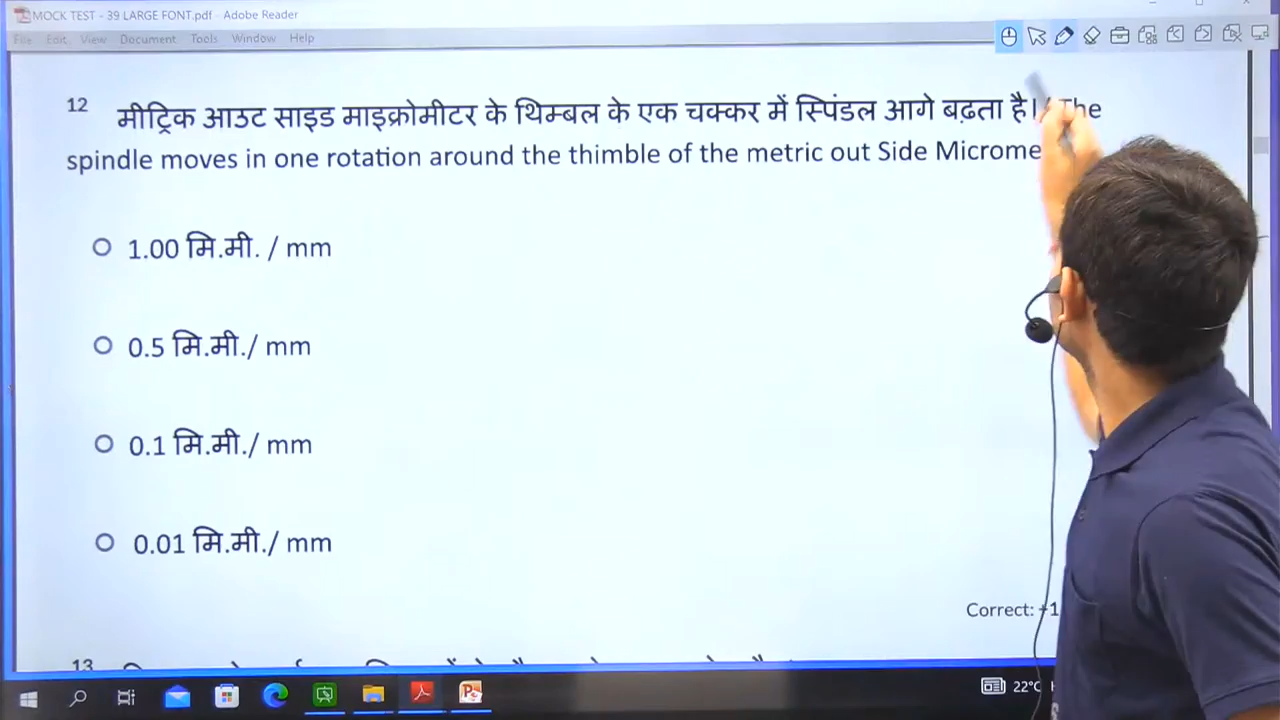 MOCK TEST - 39 LARGE FONT.pdf - Adobe Reader
File Edit View Document Tools Window Help
12 मीट्रिक आउट साइड माइक्रोमीटर के थिम्बल के एक चक्कर में स्पिंडल आगे बढ़ता है। / The
spindle moves in one rotation around the thimble of the metric out Side Microme
1.00 मि.मी. / mm
0.5 मि.मी./ mm
0.1 मि.मी./ mm
0.01 मि.मी./ mm
Correct: +1
13
22°C